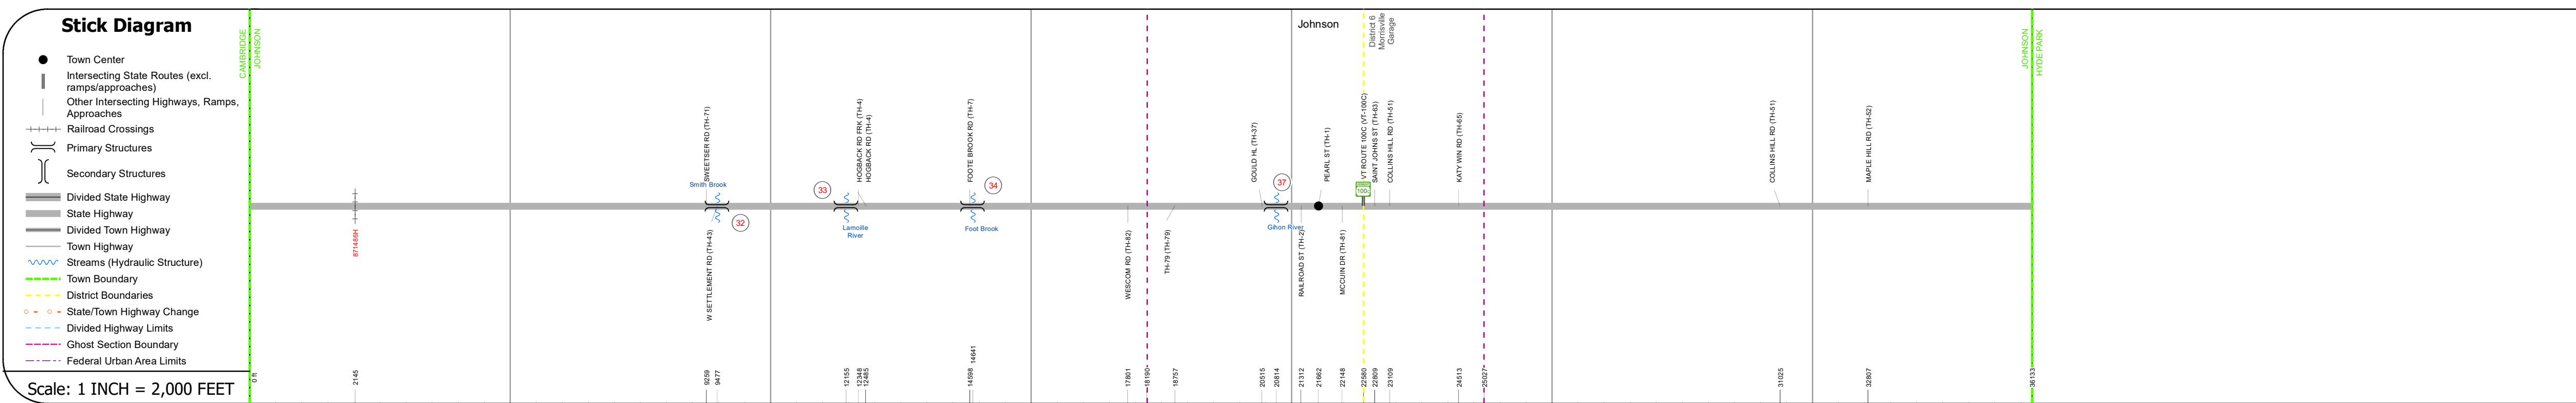 Stick Diagram
Town Center
Intersecting State Routes (excl.
ramps/approaches)
Other Intersecting Highways, Ramps,
Approaches
Railroad Crossings
Primary Structures
Secondary Structures
Divided State Highway
State Highway
Divided Town Highway
Town Highway
Streams (Hydraulic Structure)
Town Boundary
District Boundaries
State/Town Highway Change
Divided Highway Limits
Ghost Section Boundary
Federal Urban Area Limits
Scale: 1 INCH = 2,000 FEET
CAMBRIDGE
JOHNSON
871486H
SWEETSER RD (TH-71)
Smith Brook
32
W SETTLEMENT RD (TH-43)
33
HOGBACK RD FRK (TH-4)
HOGBACK RD (TH-4)
Lamoille
River
FOOTE BROOK RD (TH-7)
34
Foot Brook
WESCOM RD (TH-82)
TH-79 (TH-79)
GOULD HL (TH-37)
37
Gihon River
RAILROAD ST (TH-2)
Johnson
PEARL ST (TH-1)
MCCUIN DR (TH-81)
District 6
Morrisville
Garage
VT ROUTE 100C (VT-100C)
100C
SAINT JOHNS ST (TH-63)
COLLINS HILL RD (TH-51)
KATY WIN RD (TH-65)
COLLINS HILL RD (TH-51)
MAPLE HILL RD (TH-52)
JOHNSON
HYDE PARK
0 ft
2145
9259
9477
12155
12348
12485
14598
14641
17801
18190
18757
20515
20814
21312
21662
22148
22580
22809
23109
24513
25027
31025
32807
36133